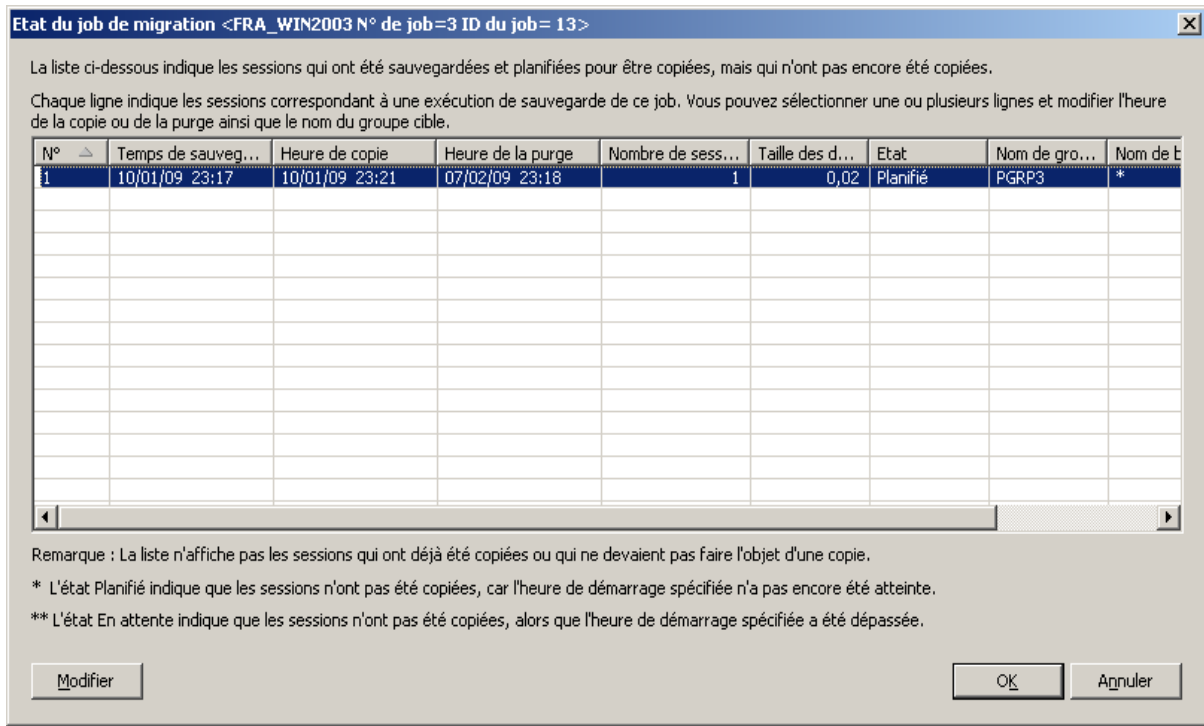 Etat du job de migration <FRA_WIN2003 N° de job=3 ID du job= 13>
La liste ci-dessous indique les sessions qui ont été sauvegardées et planifiées pour être copiées, mais qui n'ont pas encore été copiées.
Chaque ligne indique les sessions correspondant à une exécution de sauvegarde de ce job. Vous pouvez sélectionner une ou plusieurs lignes et modifier l'heure
de la copie ou de la purge ainsi que le nom du groupe cible.
N° Temps de sauveg... Heure de copie Heure de la purge Nombre de sess... Taille des d... Etat Nom de gro... Nom de b
1 10/01/09 23:17 10/01/09 23:21 07/02/09 23:18 1 0,02 Planifié PGRP3 *
Remarque : La liste n'affiche pas les sessions qui ont déjà été copiées ou qui ne devaient pas faire l'objet d'une copie.
* L'état Planifié indique que les sessions n'ont pas été copiées, car l'heure de démarrage spécifiée n'a pas encore été atteinte.
** L'état En attente indique que les sessions n'ont pas été copiées, alors que l'heure de démarrage spécifiée a été dépassée.
Modifier OK Annuler